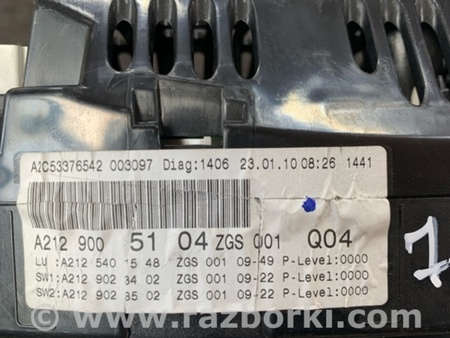 A2C53376542 003097 Diag:1406 23.01.10 08:26 1441
A212 900 51 04 ZGS 001 Q04
LU : A212 540 15 48 ZGS 001 09-49 P-Level:0000
SW1:A212 902 34 02 ZGS 001 09-22 P-Level:0000
SW2:A212 902 35 02 ZGS 001 09-22 P-Level:0000
7
© www.razborki.com